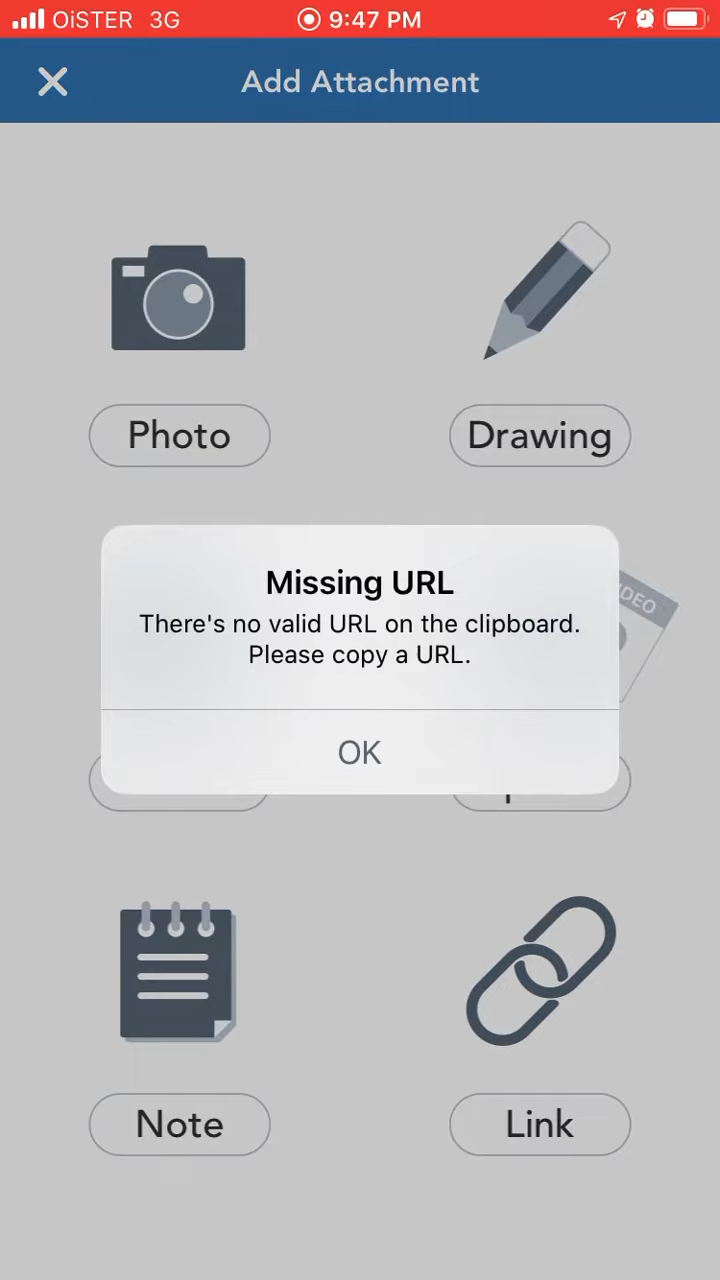 OiSTER 3G 9:47 PM
Add Attachment
Photo Drawing
Missing URL
There's no valid URL on the clipboard.
Please copy a URL.
OK
Note Link